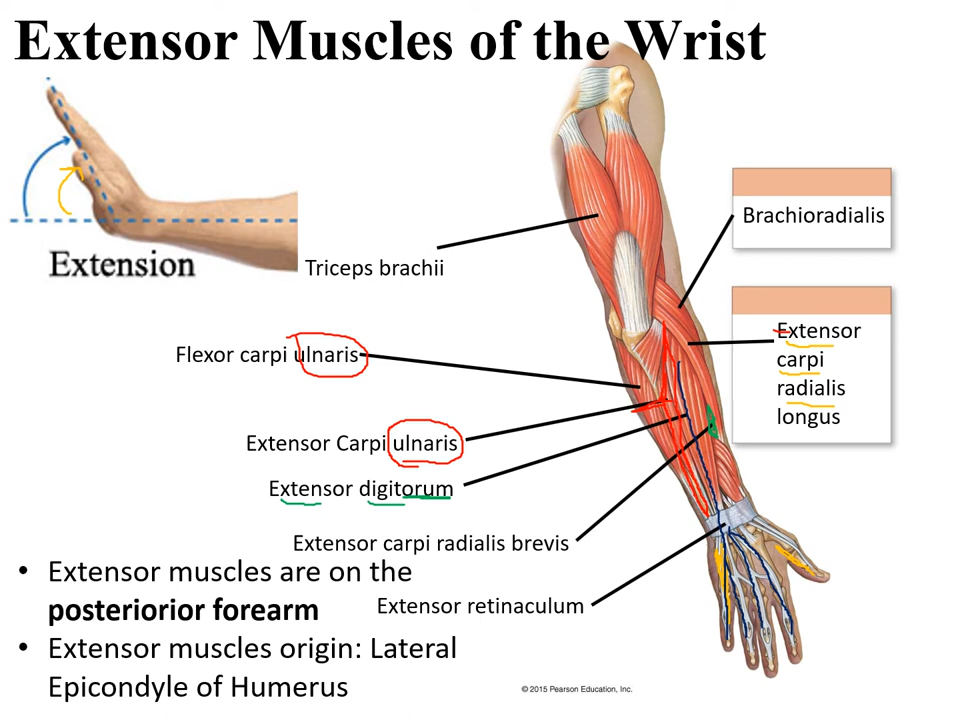 Extensor Muscles of the Wrist
Extension
Triceps brachii
Brachioradialis
Flexor carpi ulnaris
Extensor
carpi
radialis
longus
Extensor Carpi ulnaris
Extensor digitorum
Extensor carpi radialis brevis
Extensor retinaculum
• Extensor muscles are on the
posteriorior forearm
• Extensor muscles origin: Lateral
Epicondyle of Humerus
© 2015 Pearson Education, Inc.